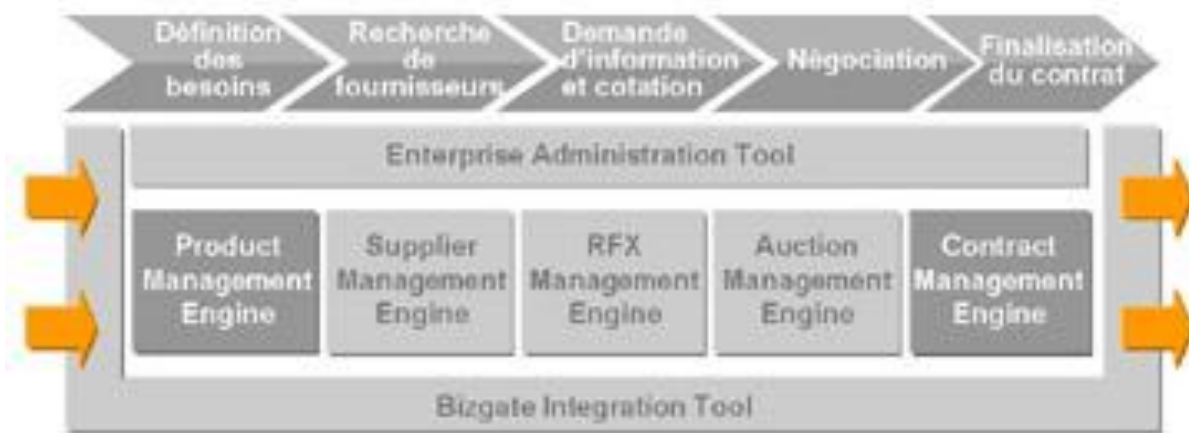 Définition
des
besoins
Recherche
de
fournisseurs
Demande
d'information
et cotation
Négociation
Finalisation
du contrat
Enterprise Administration Tool
Product
Management
Engine
Supplier
Management
Engine
RFX
Management
Engine
Auction
Management
Engine
Contract
Management
Engine
Bizgate Integration Tool